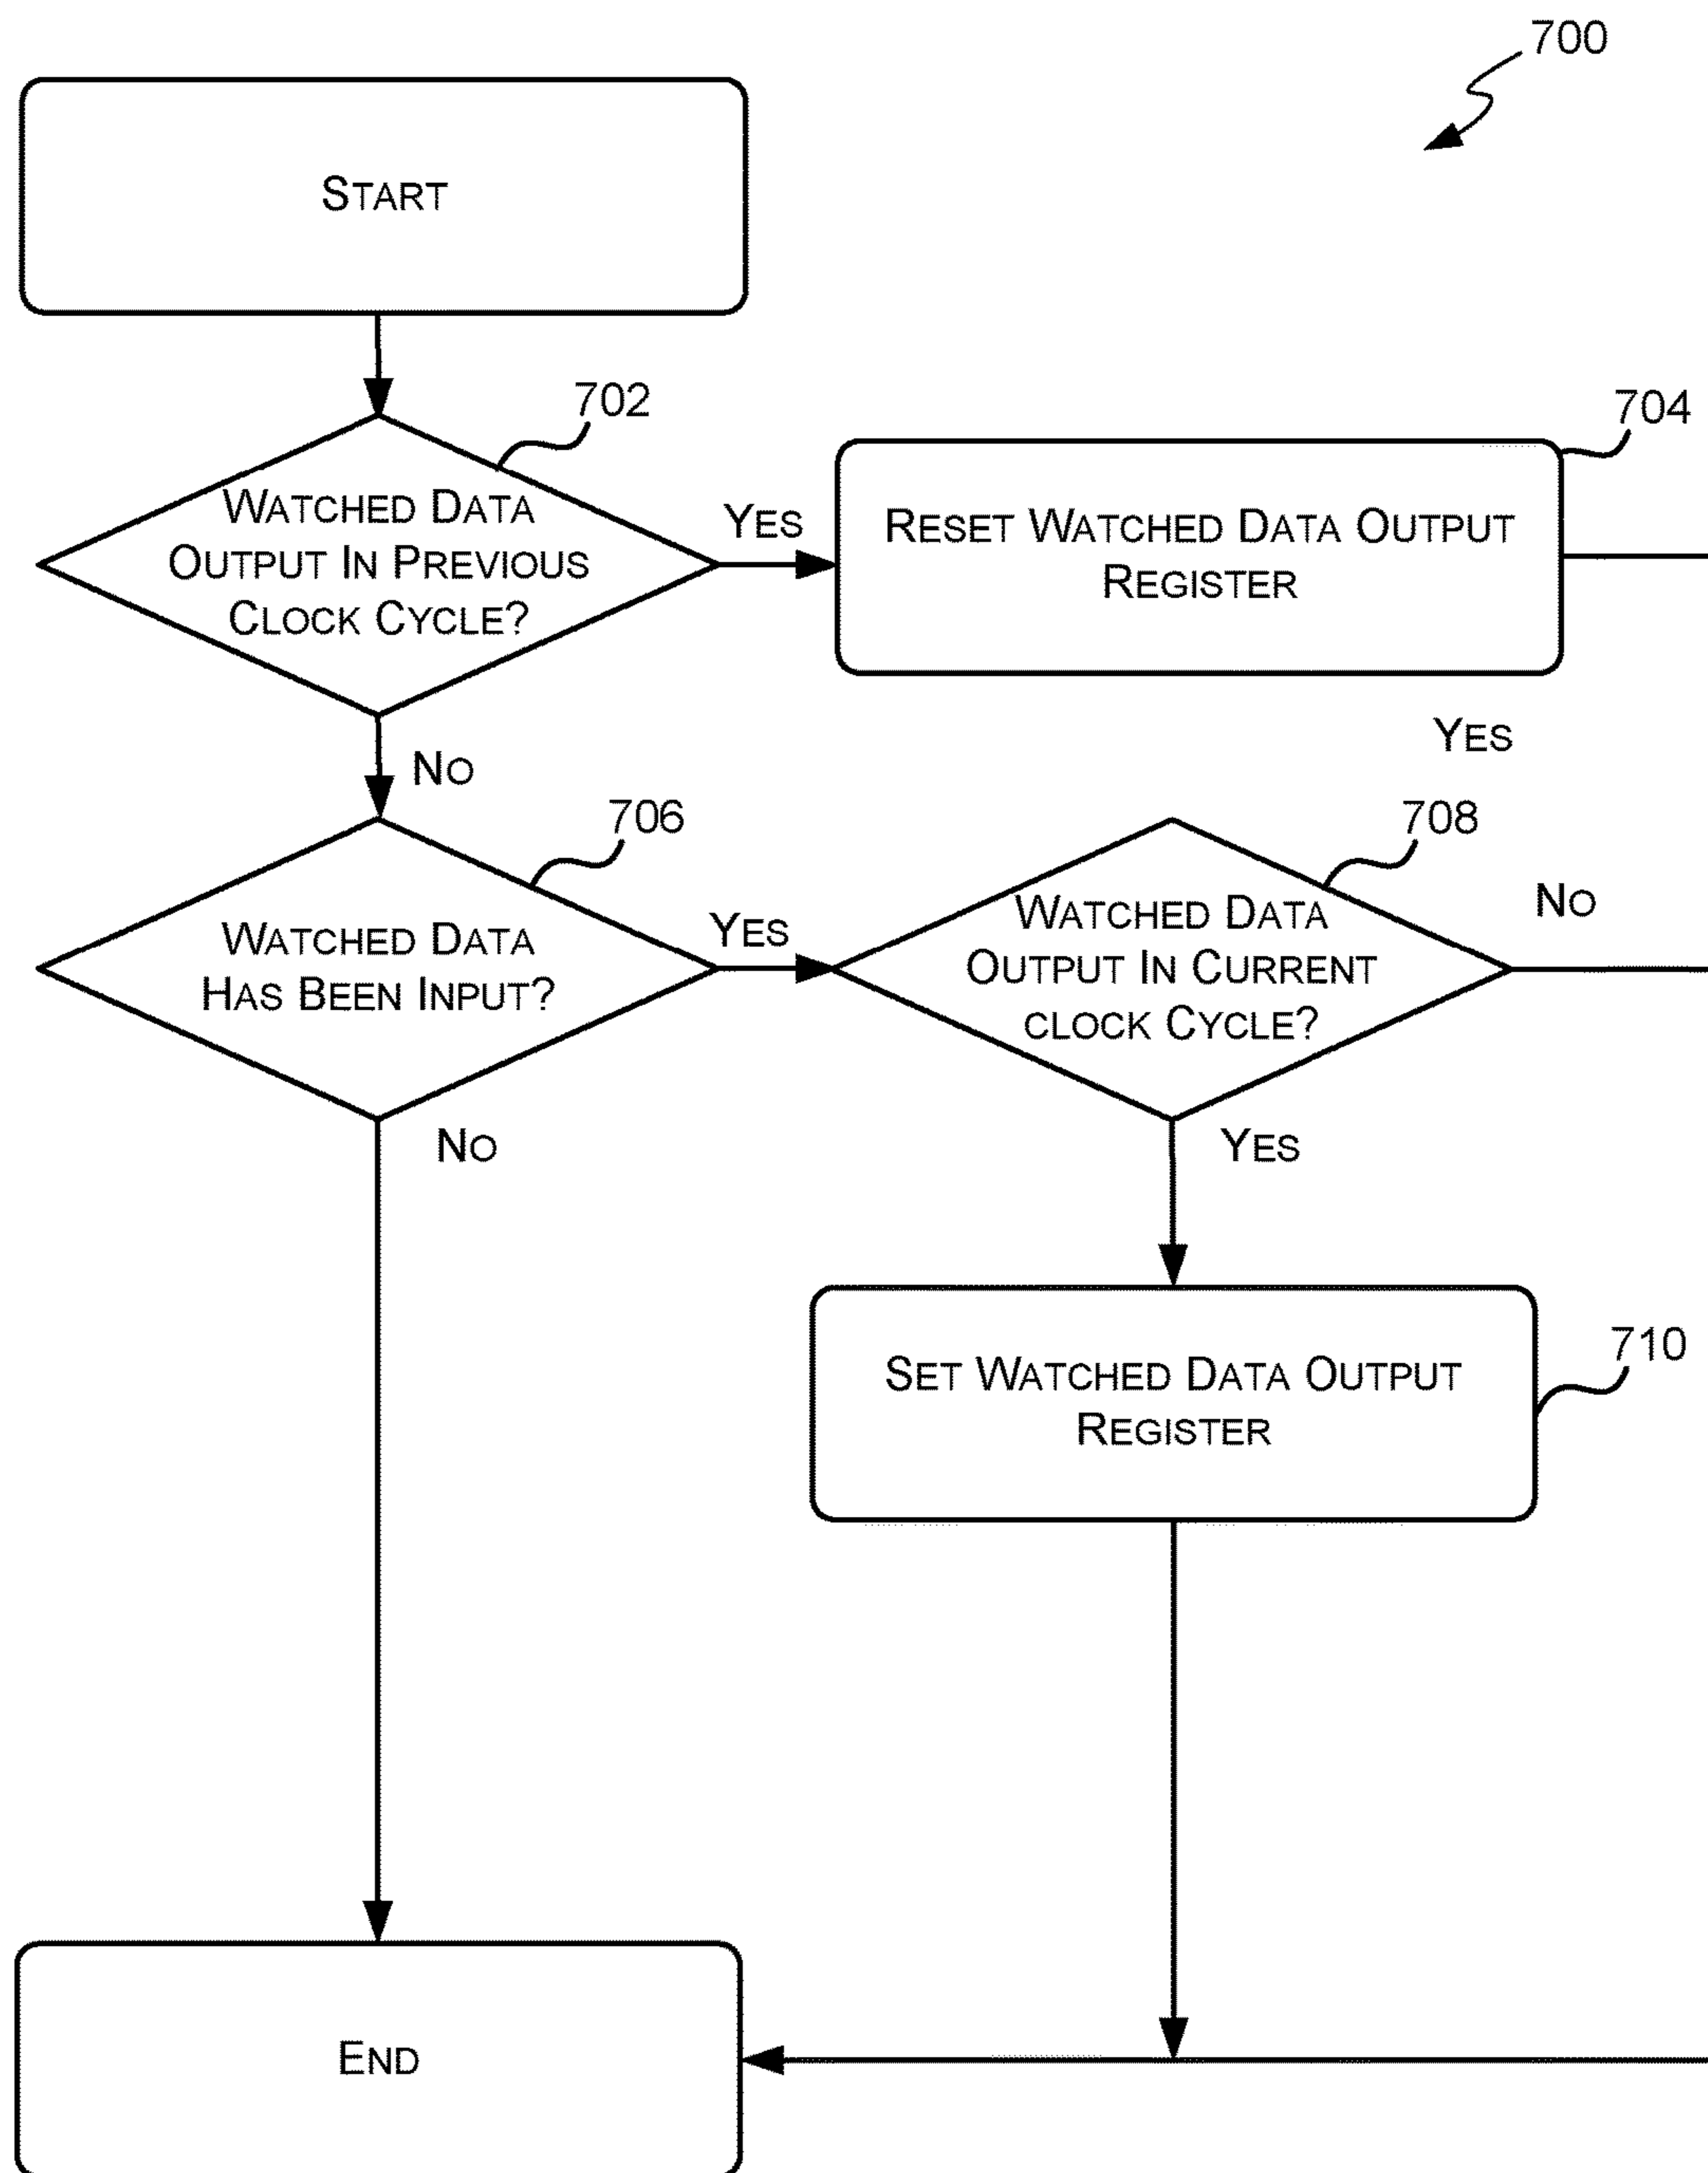 700
START
702
WATCHED DATA
OUTPUT IN PREVIOUS
CLOCK CYCLE?
YES
704
RESET WATCHED DATA OUTPUT
REGISTER
YES
NO
706
WATCHED DATA
HAS BEEN INPUT?
YES
708
WATCHED DATA
OUTPUT IN CURRENT
CLOCK CYCLE?
NO
NO
YES
SET WATCHED DATA OUTPUT
REGISTER
710
END